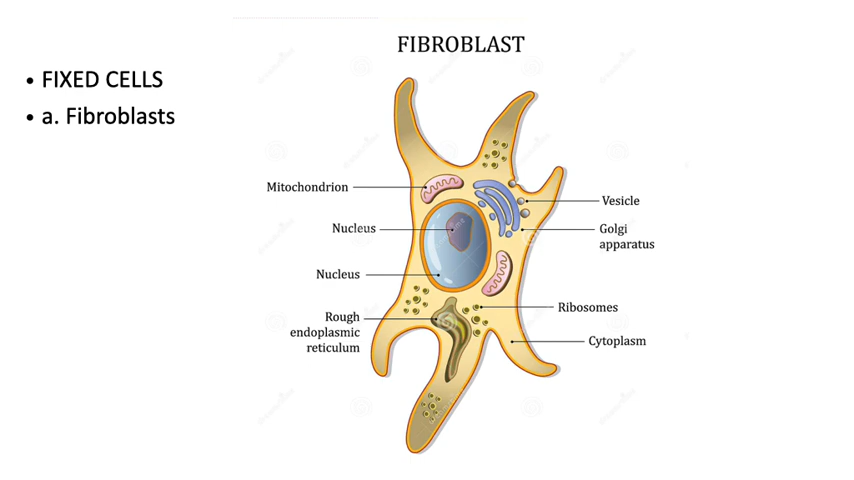 FIBROBLAST
• FIXED CELLS
• a. Fibroblasts
Mitochondrion
Vesicle
Nucleus
Golgi
apparatus
Nucleus
Ribosomes
Rough
endoplasmic
reticulum
Cytoplasm